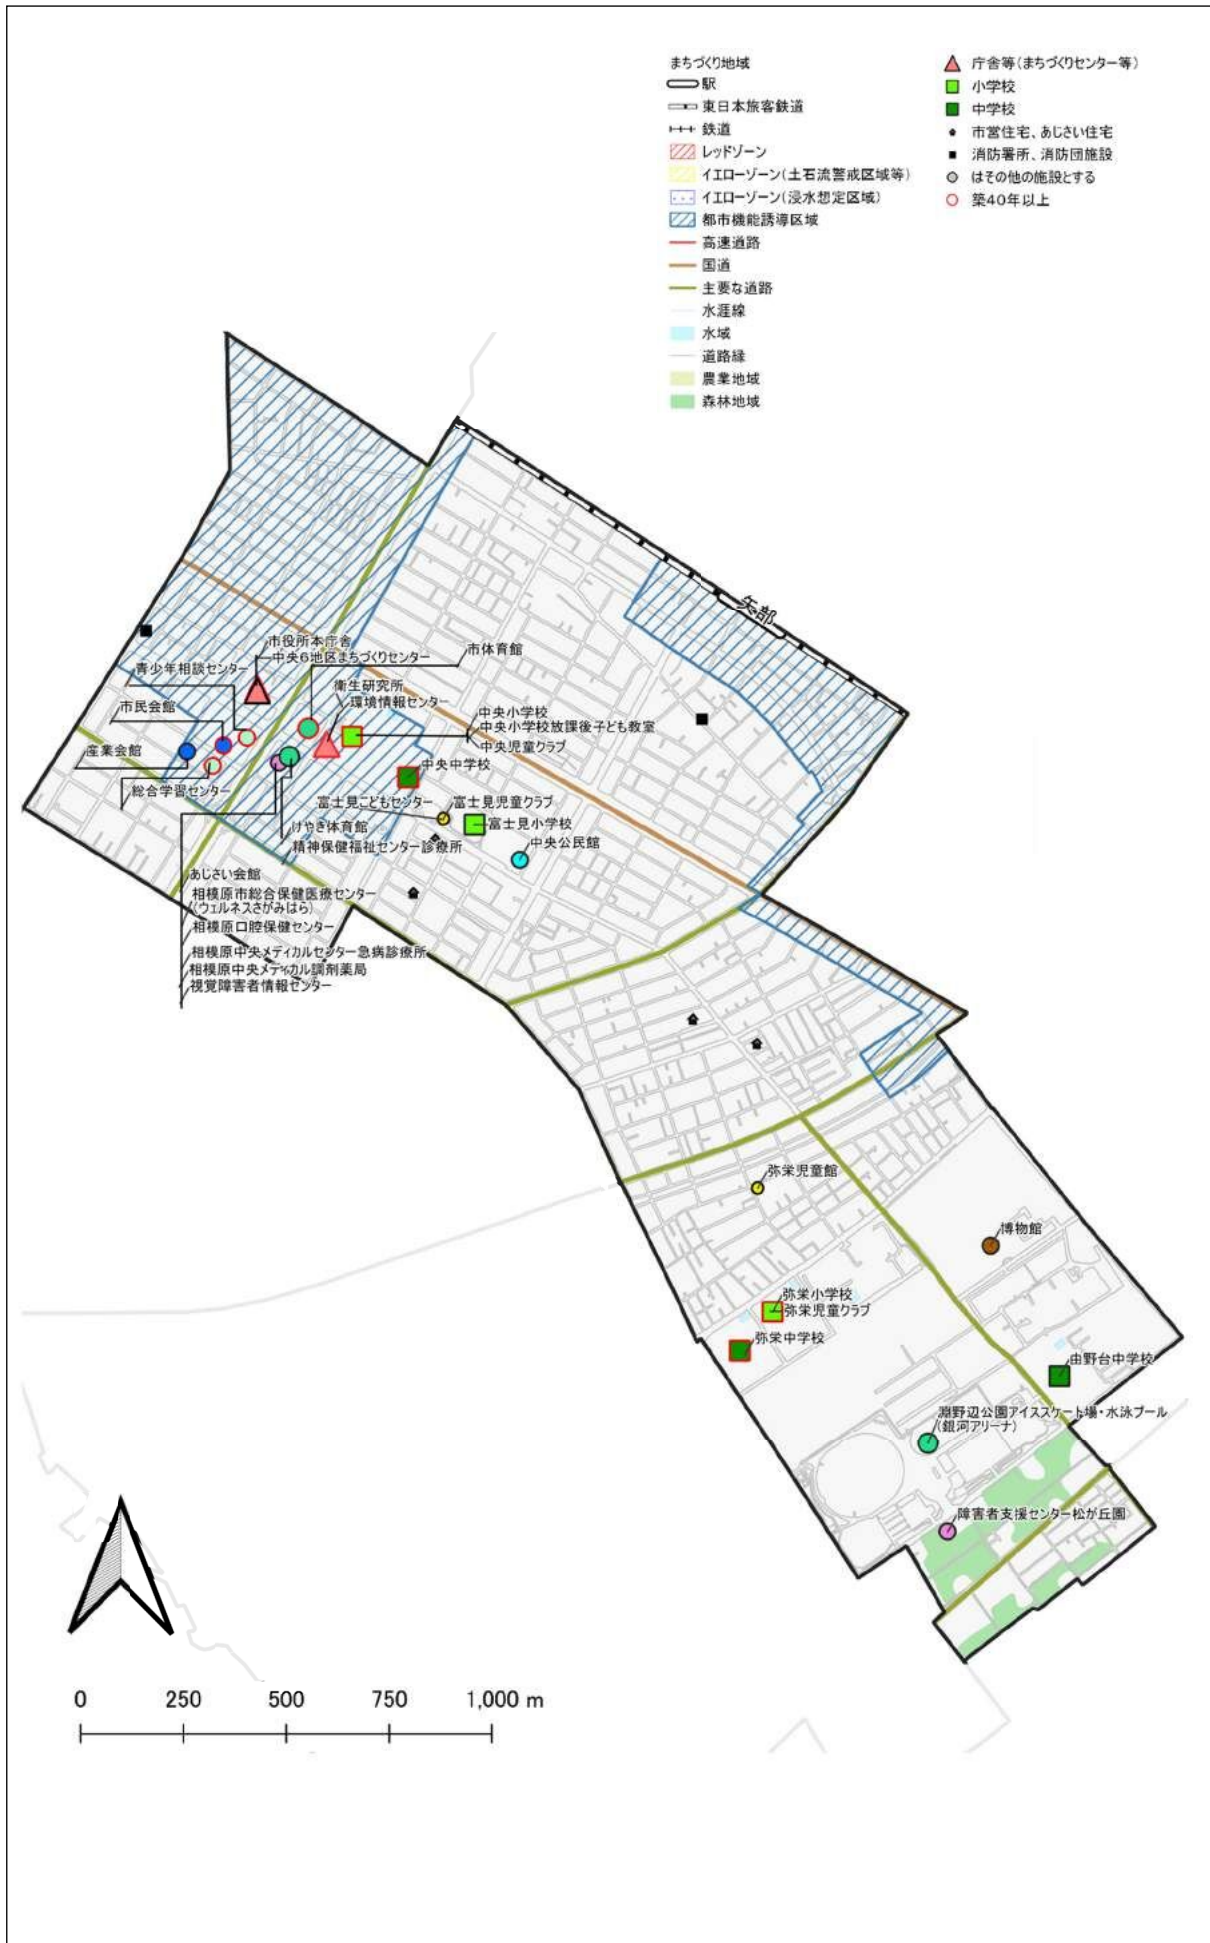 まちづくり地域
駅
東日本旅客鉄道
鉄道
レッドゾーン
イエローゾーン(土石流警戒区域等)
イエローゾーン(浸水想定区域)
都市機能誘導区域
高速道路
国道
主要な道路
水涯線
水域
道路縁
農業地域
森林地域
庁舎等(まちづくりセンター等)
小学校
中学校
市営住宅、あじさい住宅
消防署所、消防団施設
はその他の施設とする
築40年以上
矢部
市役所本庁舎
中央6地区まちづくりセンター
市体育館
青少年相談センター
衛生研究所
環境情報センター
市民会館
中央小学校
中央小学校放課後子ども教室
中央児童クラブ
産業会館
中央中学校
総合学習センター
富士見こどもセンター
富士見児童クラブ
富士見小学校
けやき体育館
中央公民館
精神保健福祉センター診療所
あじさい会館
相模原市総合保健医療センター
(ウェルネスさがみはら)
相模原口腔保健センター
相模原中央メディカルセンター急病診療所
相模原中央メディカル調剤薬局
視覚障害者情報センター
弥栄児童館
博物館
弥栄小学校
弥栄児童クラブ
弥栄中学校
由野台中学校
淵野辺公園アイススケート場・水泳プール
(銀河アリーナ)
障害者支援センター松が丘園
0 250 500 750 1,000 m